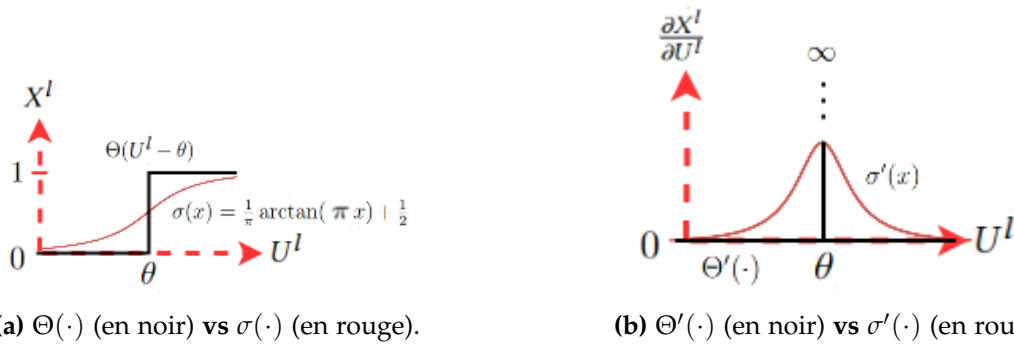 X^l
Θ(U^l − θ)
1
σ(x) = 1/π arctan( π x) + 1/2
0
θ
U^l
(a) Θ(·) (en noir) vs σ(·) (en rouge).
∂X^l/∂U^l
∞
σ′(x)
0
Θ′(·)
θ
U^l
(b) Θ′(·) (en noir) vs σ′(·) (en rou